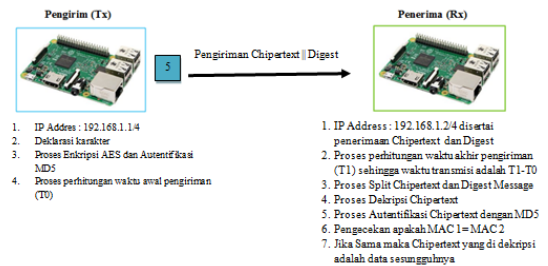 Pengirim (Tx)
Penerima (Rx)
5
Pengiriman Chipertext || Digest
1. IP Addres : 192.168.1.1/4
2. Deklarasi karakter
3. Proses Enkripsi AES dan Autentifikasi
MD5
4. Proses perhitungan waktu awal pengiriman
(T0)
1. IP Address : 192.168.1.2/4 disertai
penerimaan Chipertext dan Digest
2. Proses perhitungan waktu akhir pengiriman
(T1) sehingga waktu transmisi adalah T1-T0
3. Proses Split Chipertext dan Digest Message
4. Proses Dekripsi Chipertext
5. Proses Autentifikasi Chipertext dengan MD5
6. Pengecekan apakah MAC 1= MAC 2
7. Jika Sama maka Chipertext yang di dekripsi
adalah data sesungguhnya